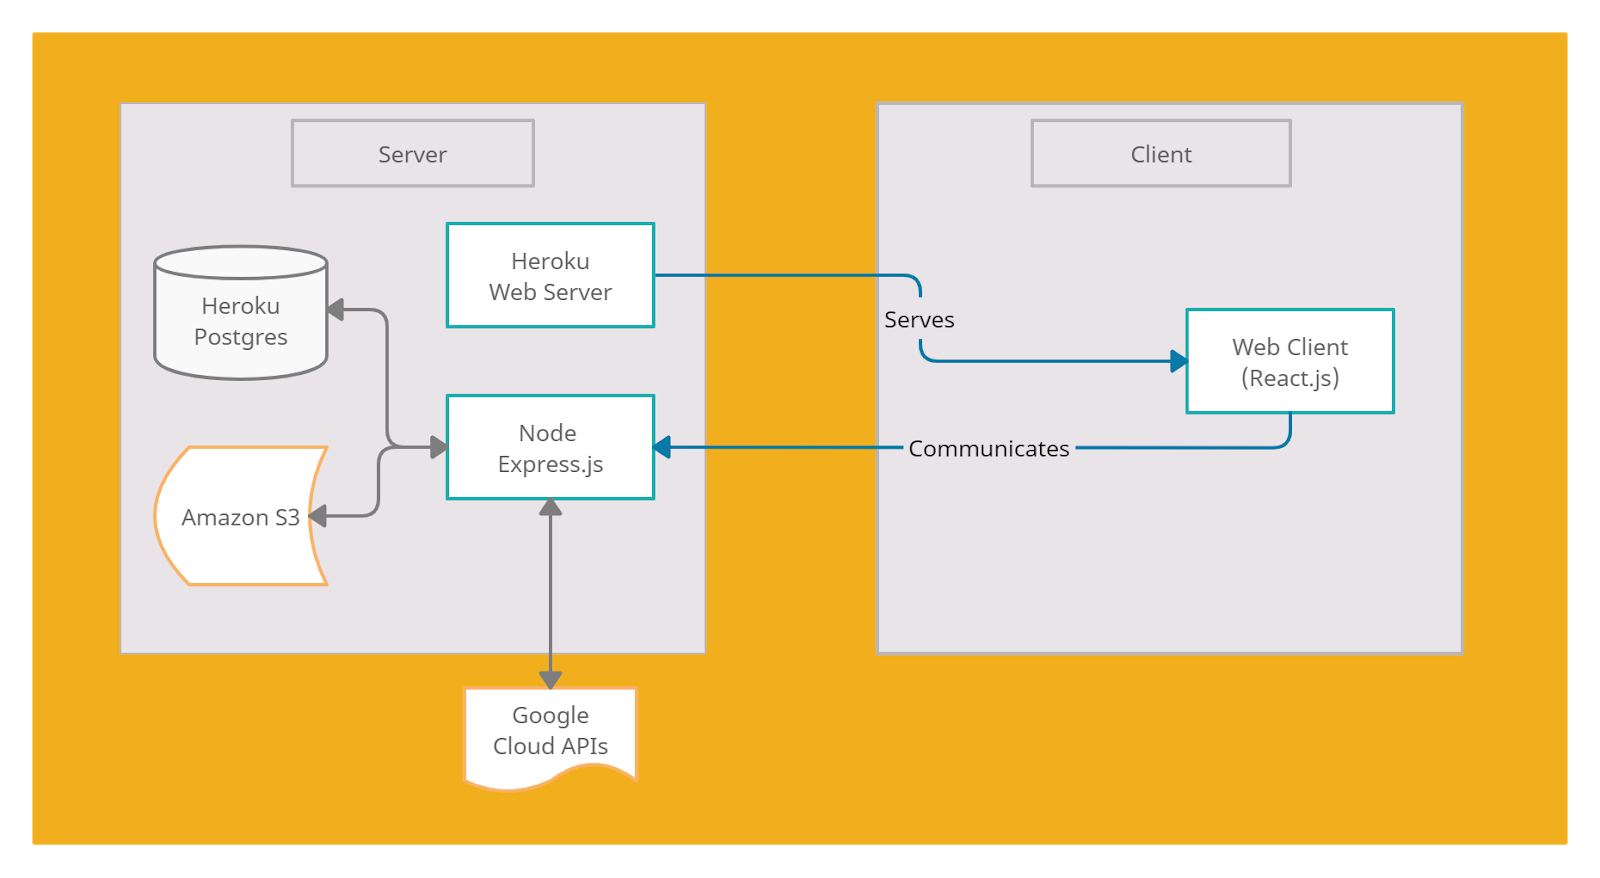 Server
Client
Heroku
Web Server
Heroku
Postgres
Serves
Web Client
(React.js)
Node
Express.js
Communicates
Amazon S3
Google
Cloud APIs